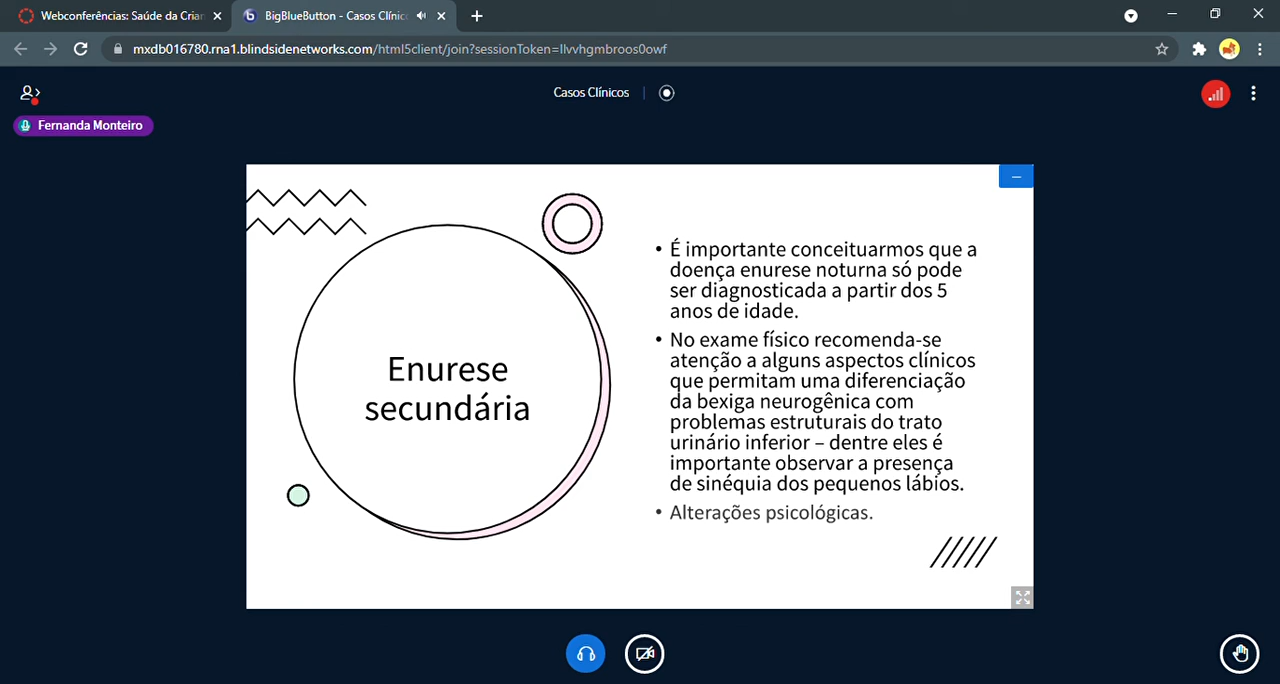 Webconferências: Saúde da Crian
BigBlueButton - Casos Clínic
mxdb016780.rna1.blindsidenetworks.com/html5client/join?sessionToken=llvvhgmbroos0owf
Casos Clínicos
Fernanda Monteiro
Enurese
secundária
• É importante conceituarmos que a
doença enurese noturna só pode
ser diagnosticada a partir dos 5
anos de idade.
• No exame físico recomenda-se
atenção a alguns aspectos clínicos
que permitam uma diferenciação
da bexiga neurogênica com
problemas estruturais do trato
urinário inferior – dentre eles é
importante observar a presença
de sinéquia dos pequenos lábios.
• Alterações psicológicas.